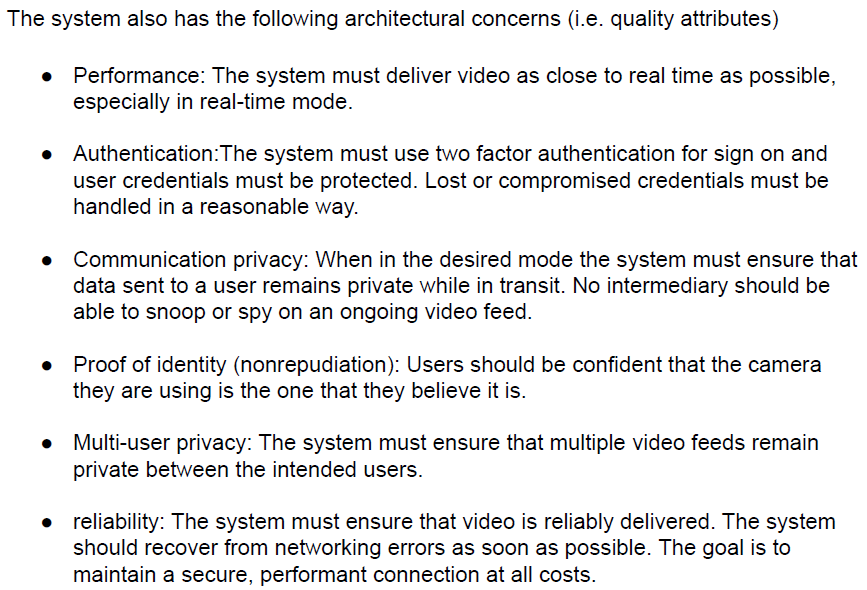 The system also has the following architectural concerns (i.e. quality attributes)
● Performance: The system must deliver video as close to real time as possible,
especially in real-time mode.
● Authentication:The system must use two factor authentication for sign on and
user credentials must be protected. Lost or compromised credentials must be
handled in a reasonable way.
● Communication privacy: When in the desired mode the system must ensure that
data sent to a user remains private while in transit. No intermediary should be
able to snoop or spy on an ongoing video feed.
● Proof of identity (nonrepudiation): Users should be confident that the camera
they are using is the one that they believe it is.
● Multi-user privacy: The system must ensure that multiple video feeds remain
private between the intended users.
● reliability: The system must ensure that video is reliably delivered. The system
should recover from networking errors as soon as possible. The goal is to
maintain a secure, performant connection at all costs.